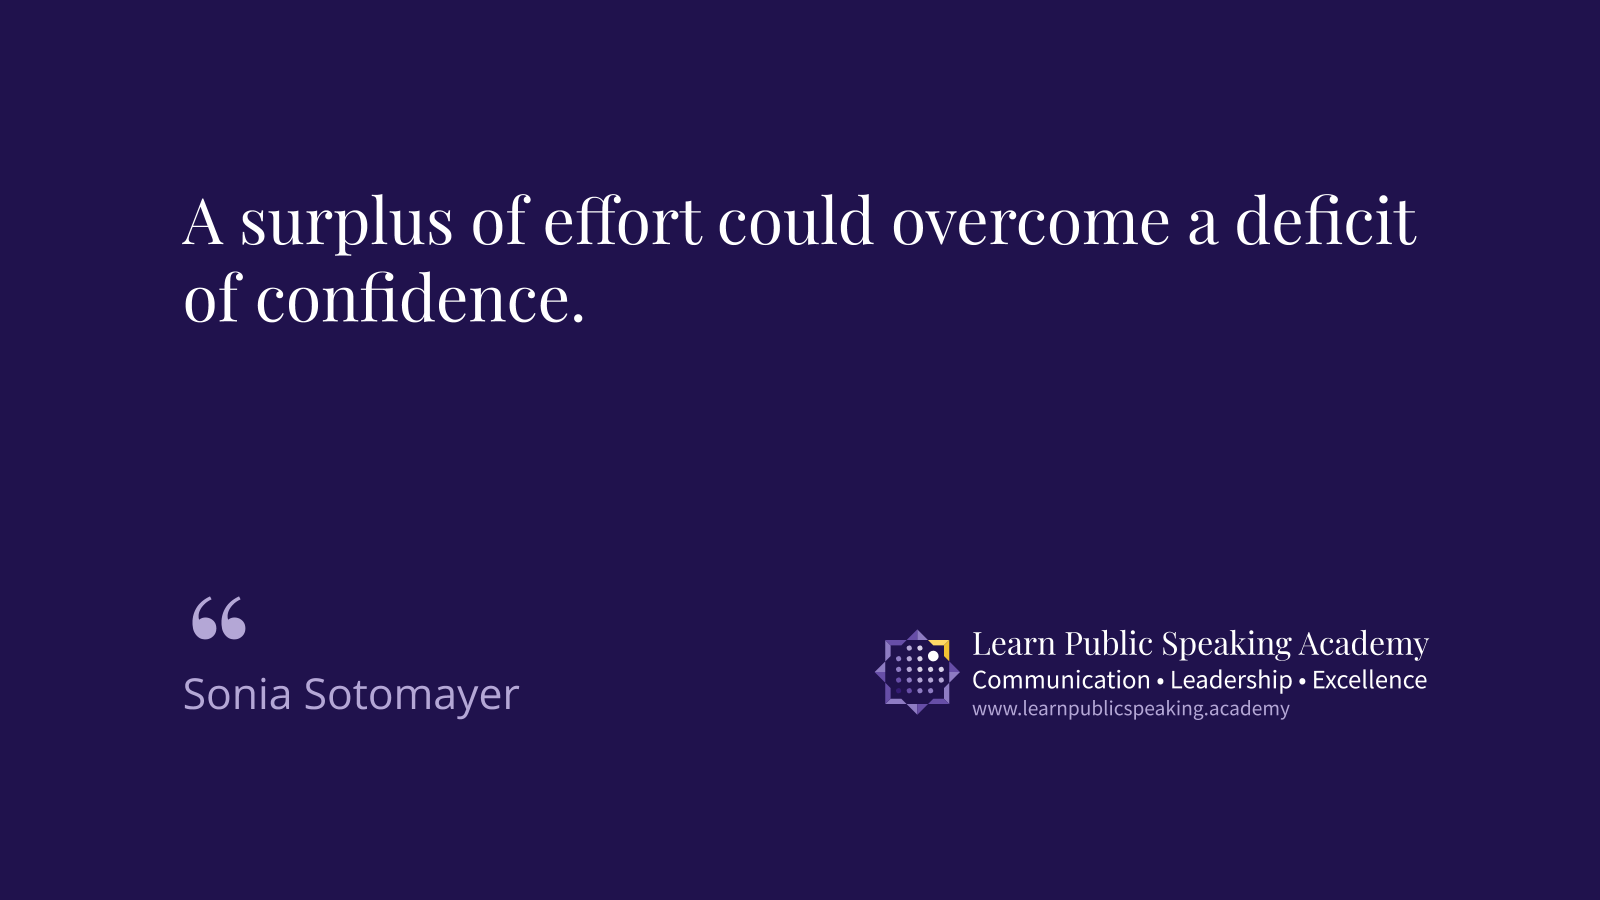 A surplus of effort could overcome a deficit
of confidence.
“
Sonia Sotomayer
Learn Public Speaking Academy
Communication • Leadership • Excellence
www.learnpublicspeaking.academy